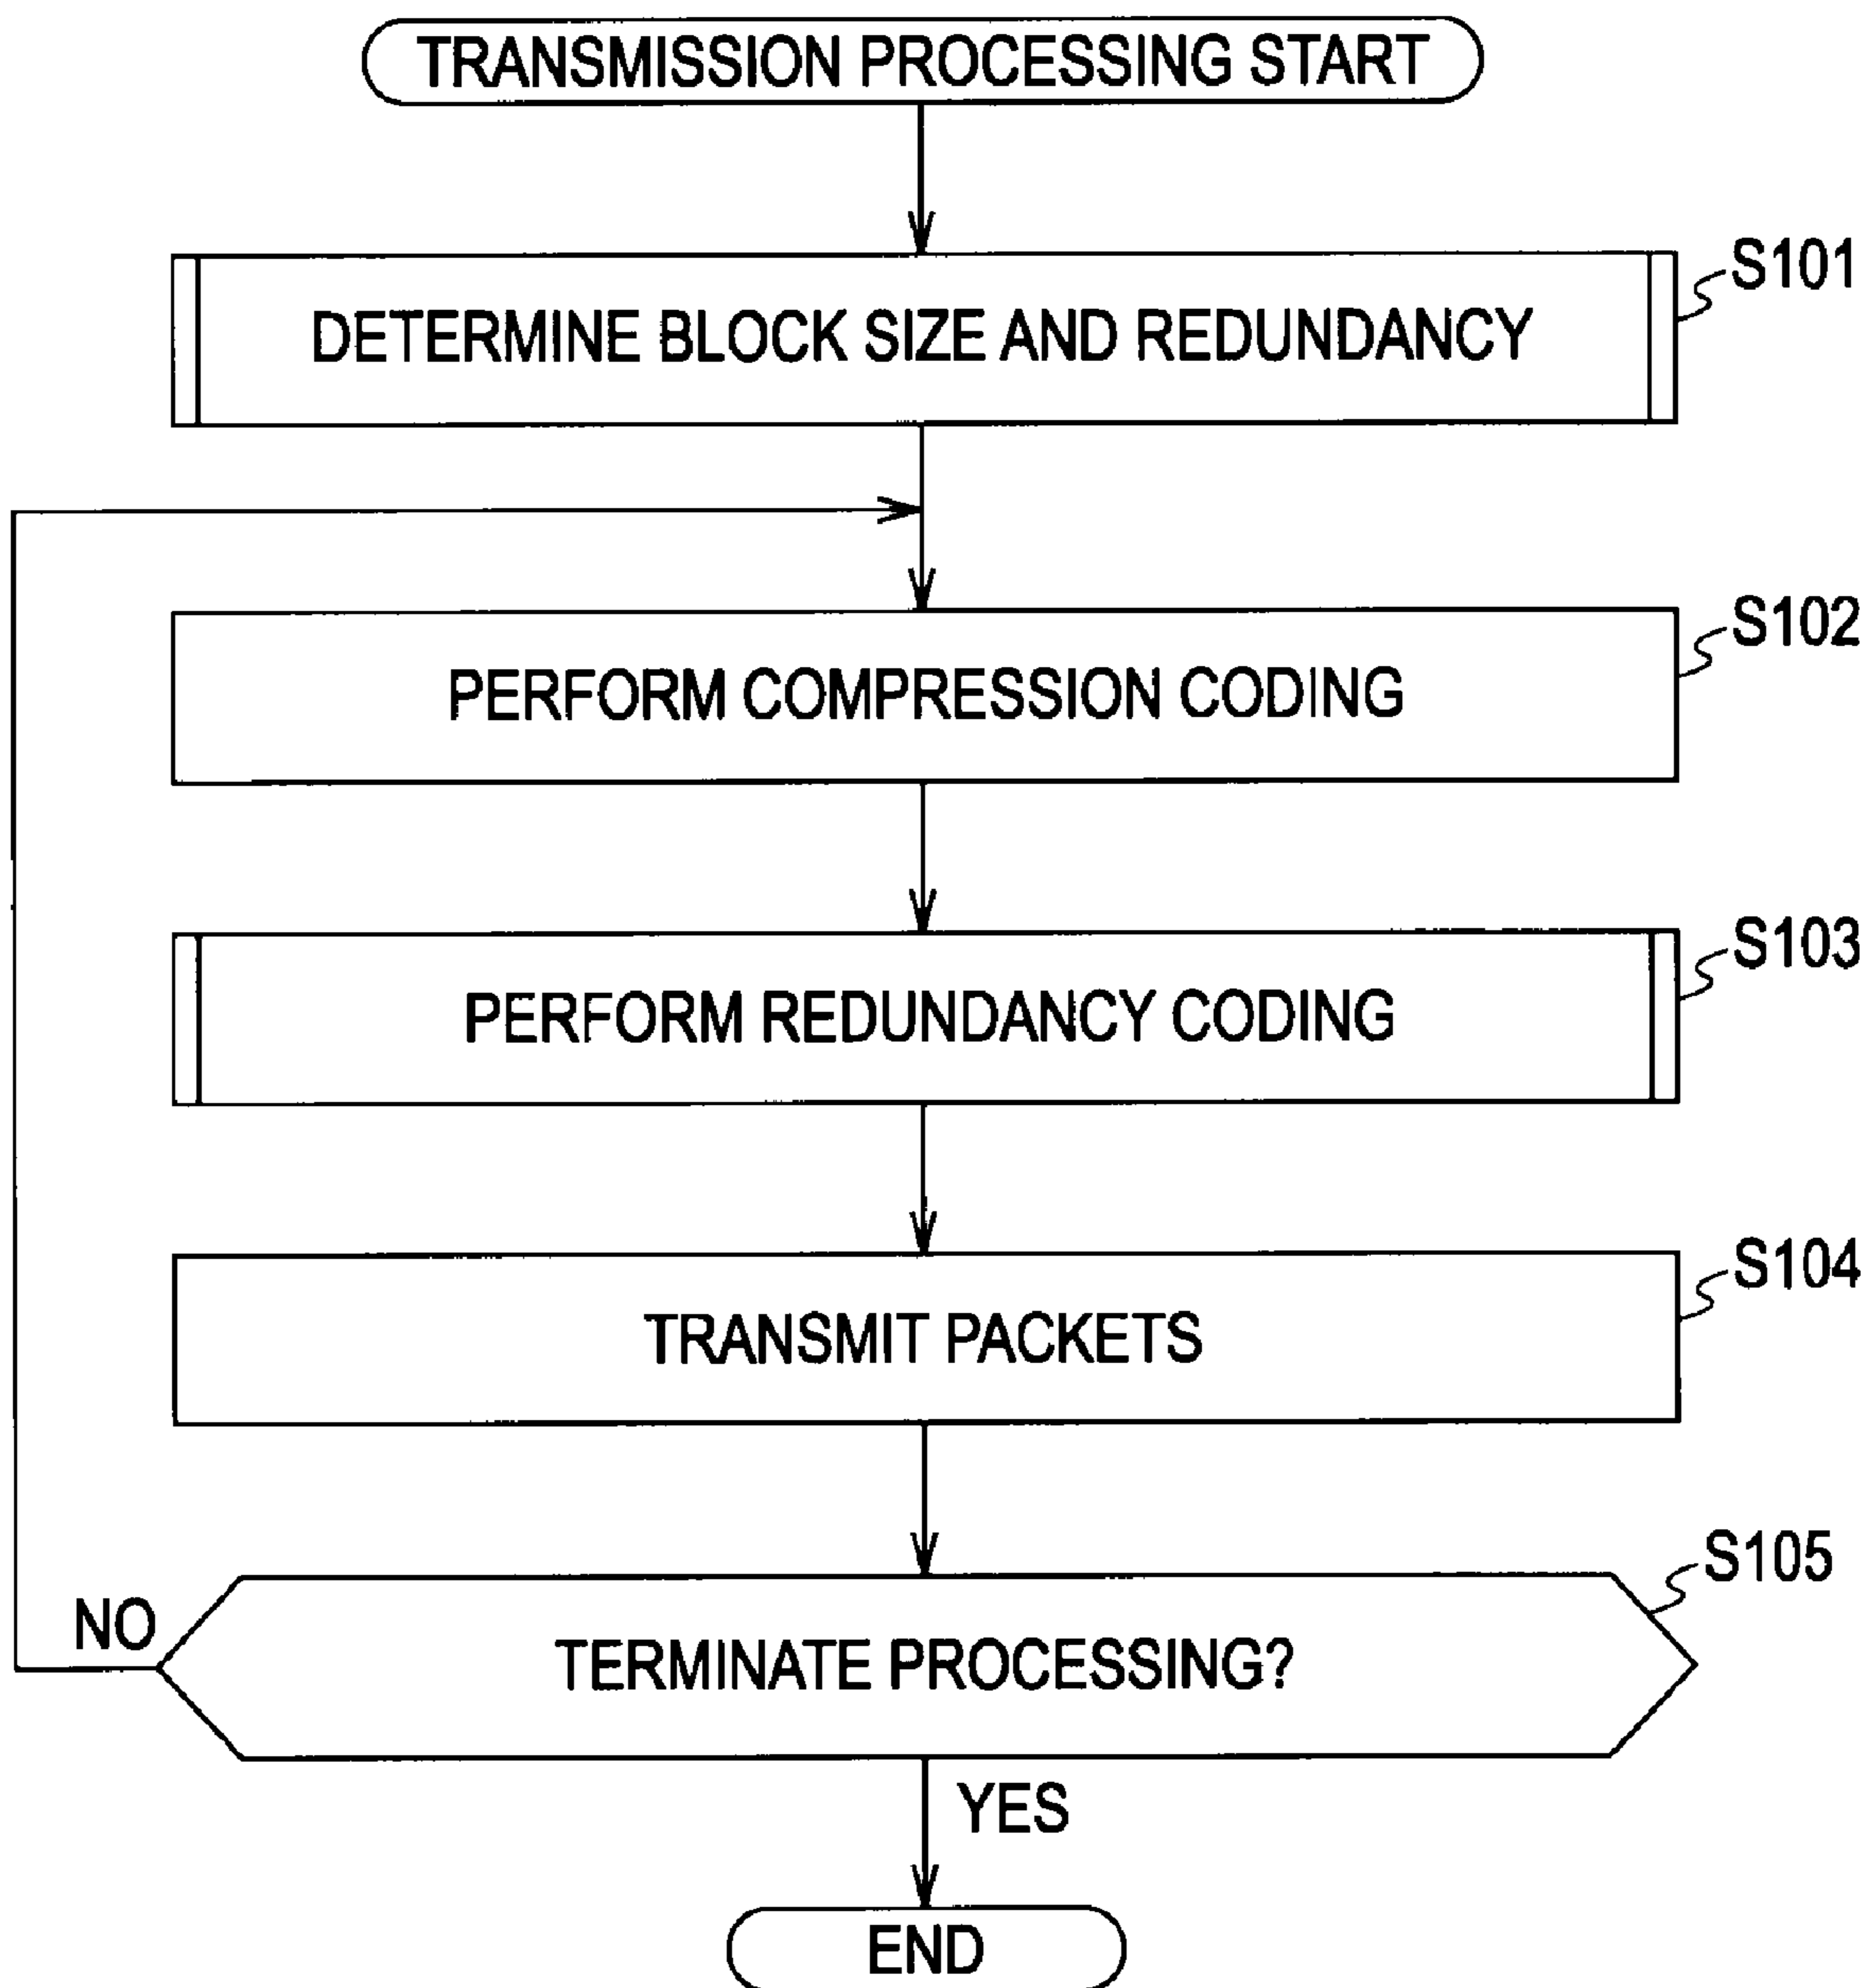 TRANSMISSION PROCESSING START
S101
DETERMINE BLOCK SIZE AND REDUNDANCY
S102
PERFORM COMPRESSION CODING
S103
PERFORM REDUNDANCY CODING
S104
TRANSMIT PACKETS
S105
NO
TERMINATE PROCESSING?
YES
END